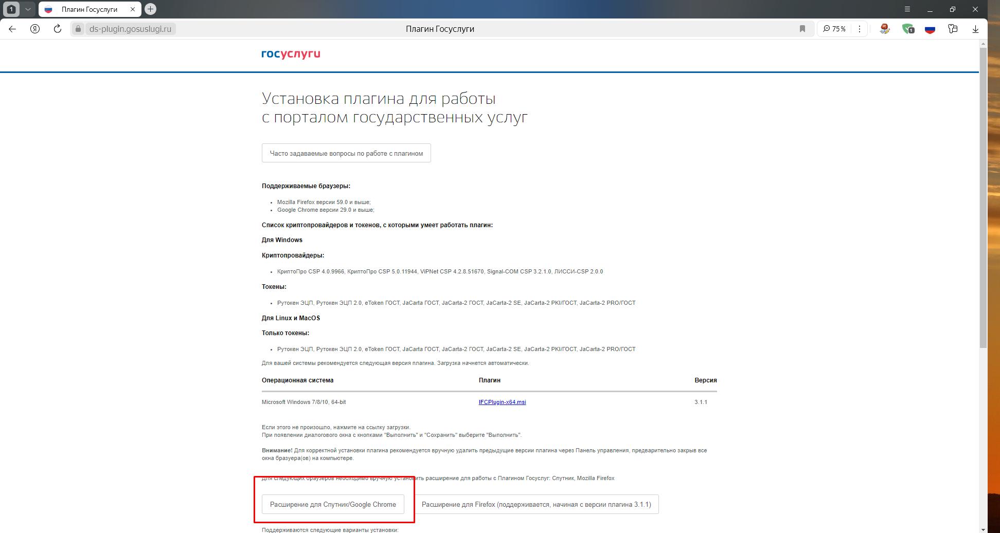 1
Плагин Госуслуги
ds-plugin.gosuslugi.ru
Плагин Госуслуги
75 %
1
госуслуги
Установка плагина для работы
с порталом государственных услуг
Часто задаваемые вопросы по работе с плагином
Поддерживаемые браузеры:
Mozilla Firefox версии 59.0 и выше;
Google Chrome версии 29.0 и выше;
Список криптопровайдеров и токенов, с которыми умеет работать плагин:
Для Windows
Криптопровайдеры:
КриптоПро CSP 4.0.9966, КриптоПро CSP 5.0.11944, ViPNet CSP 4.2.8.51670, Signal-COM CSP 3.2.1.0, ЛИССИ-CSP 2.0.0
Токены:
Рутокен ЭЦП, Рутокен ЭЦП 2.0, eToken ГОСТ, JaCarta ГОСТ, JaCarta-2 ГОСТ, JaCarta-2 SE, JaCarta-2 PKI/ГОСТ, JaCarta-2 PRO/ГОСТ
Для Linux и MacOS
Только токены:
Рутокен ЭЦП, Рутокен ЭЦП 2.0, eToken ГОСТ, JaCarta ГОСТ, JaCarta-2 ГОСТ, JaCarta-2 SE, JaCarta-2 PKI/ГОСТ, JaCarta-2 PRO/ГОСТ
Для вашей системы рекомендуется следующая версия плагина. Загрузка начнется автоматически.
Операционная система Плагин Версия
Microsoft Windows 7/8/10, 64-bit IFCPlugin-x64.msi 3.1.1
Если этого не произошло, нажмите на ссылку загрузки.
При появлении диалогового окна с кнопками "Выполнить" и "Сохранить" выберите "Выполнить".
Внимание! Для корректной установки плагина рекомендуется вручную удалить предыдущие версии плагина через Панель управления, предварительно закрыв все
окна бразуера(ов) на компьютере.
Для следующих браузеров необходимо вручную установить расширение для работы с Плагином Госуслуг: Спутник, Mozilla Firefox
Расширение для Спутник/Google Chrome
Расширение для Firefox (поддерживается, начиная с версии плагина 3.1.1)
Поддерживаются следующие варианты установки: